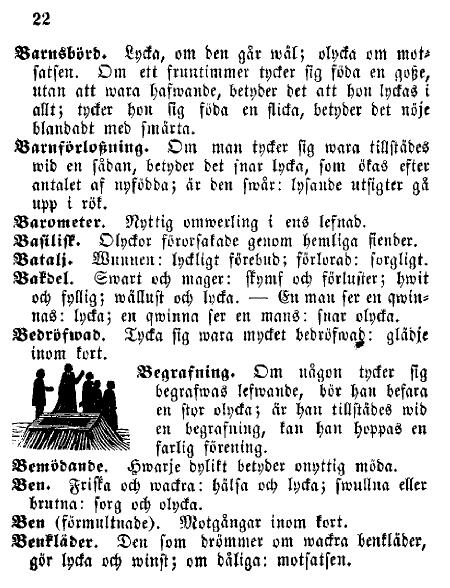 22
Barnsbörd. Lycka, om den går wäl; olycka om mot-
satsen. Om ett fruntimmer tycker sig föda en goße,
utan att wara hafwande, betyder det att hon lyckas i
allt; tycker hon sig föda en flicka, betyder det nöje
blandadt med smärta.
Barnförloßning. Om man tycker sig wara tillstädes
wid en sådan, betyder det snar lycka, som ökas efter
antalet af nyfödda; är den swår: lysande utsigter gå
upp i rök.
Barometer. Nyttig omwexling i ens lefnad.
Basilisk. Olyckor förorsakade genom hemliga fiender.
Batalj. Wunnen: lyckligt förebud; förlorad: sorgligt.
Bakdel. Swart och mager: skymf och förluster; hwit
och fyllig; wällust och lycka. — En man ser en qwin-
nas: lycka; en qwinna ser en mans: snar olycka.
Bedröfwad. Tycka sig wara mycket bedröfwad: glädje
inom kort.
Begrafning. Om någon tycker sig
begrafwas lefwande, bör han befara
en stor olycka; är han tillstädes wid
en begrafning, kan han hoppas en
farlig förening.
Bemödande. Hwarje dylikt betyder onyttig möda.
Ben. Friska och wackra: hälsa och lycka; swullna eller
brutna: sorg och olycka.
Ben (förmultnade). Motgångar inom kort.
Benkläder. Den som drömmer om wackra benkläder,
gör lycka och winst; om dåliga: motsatsen.